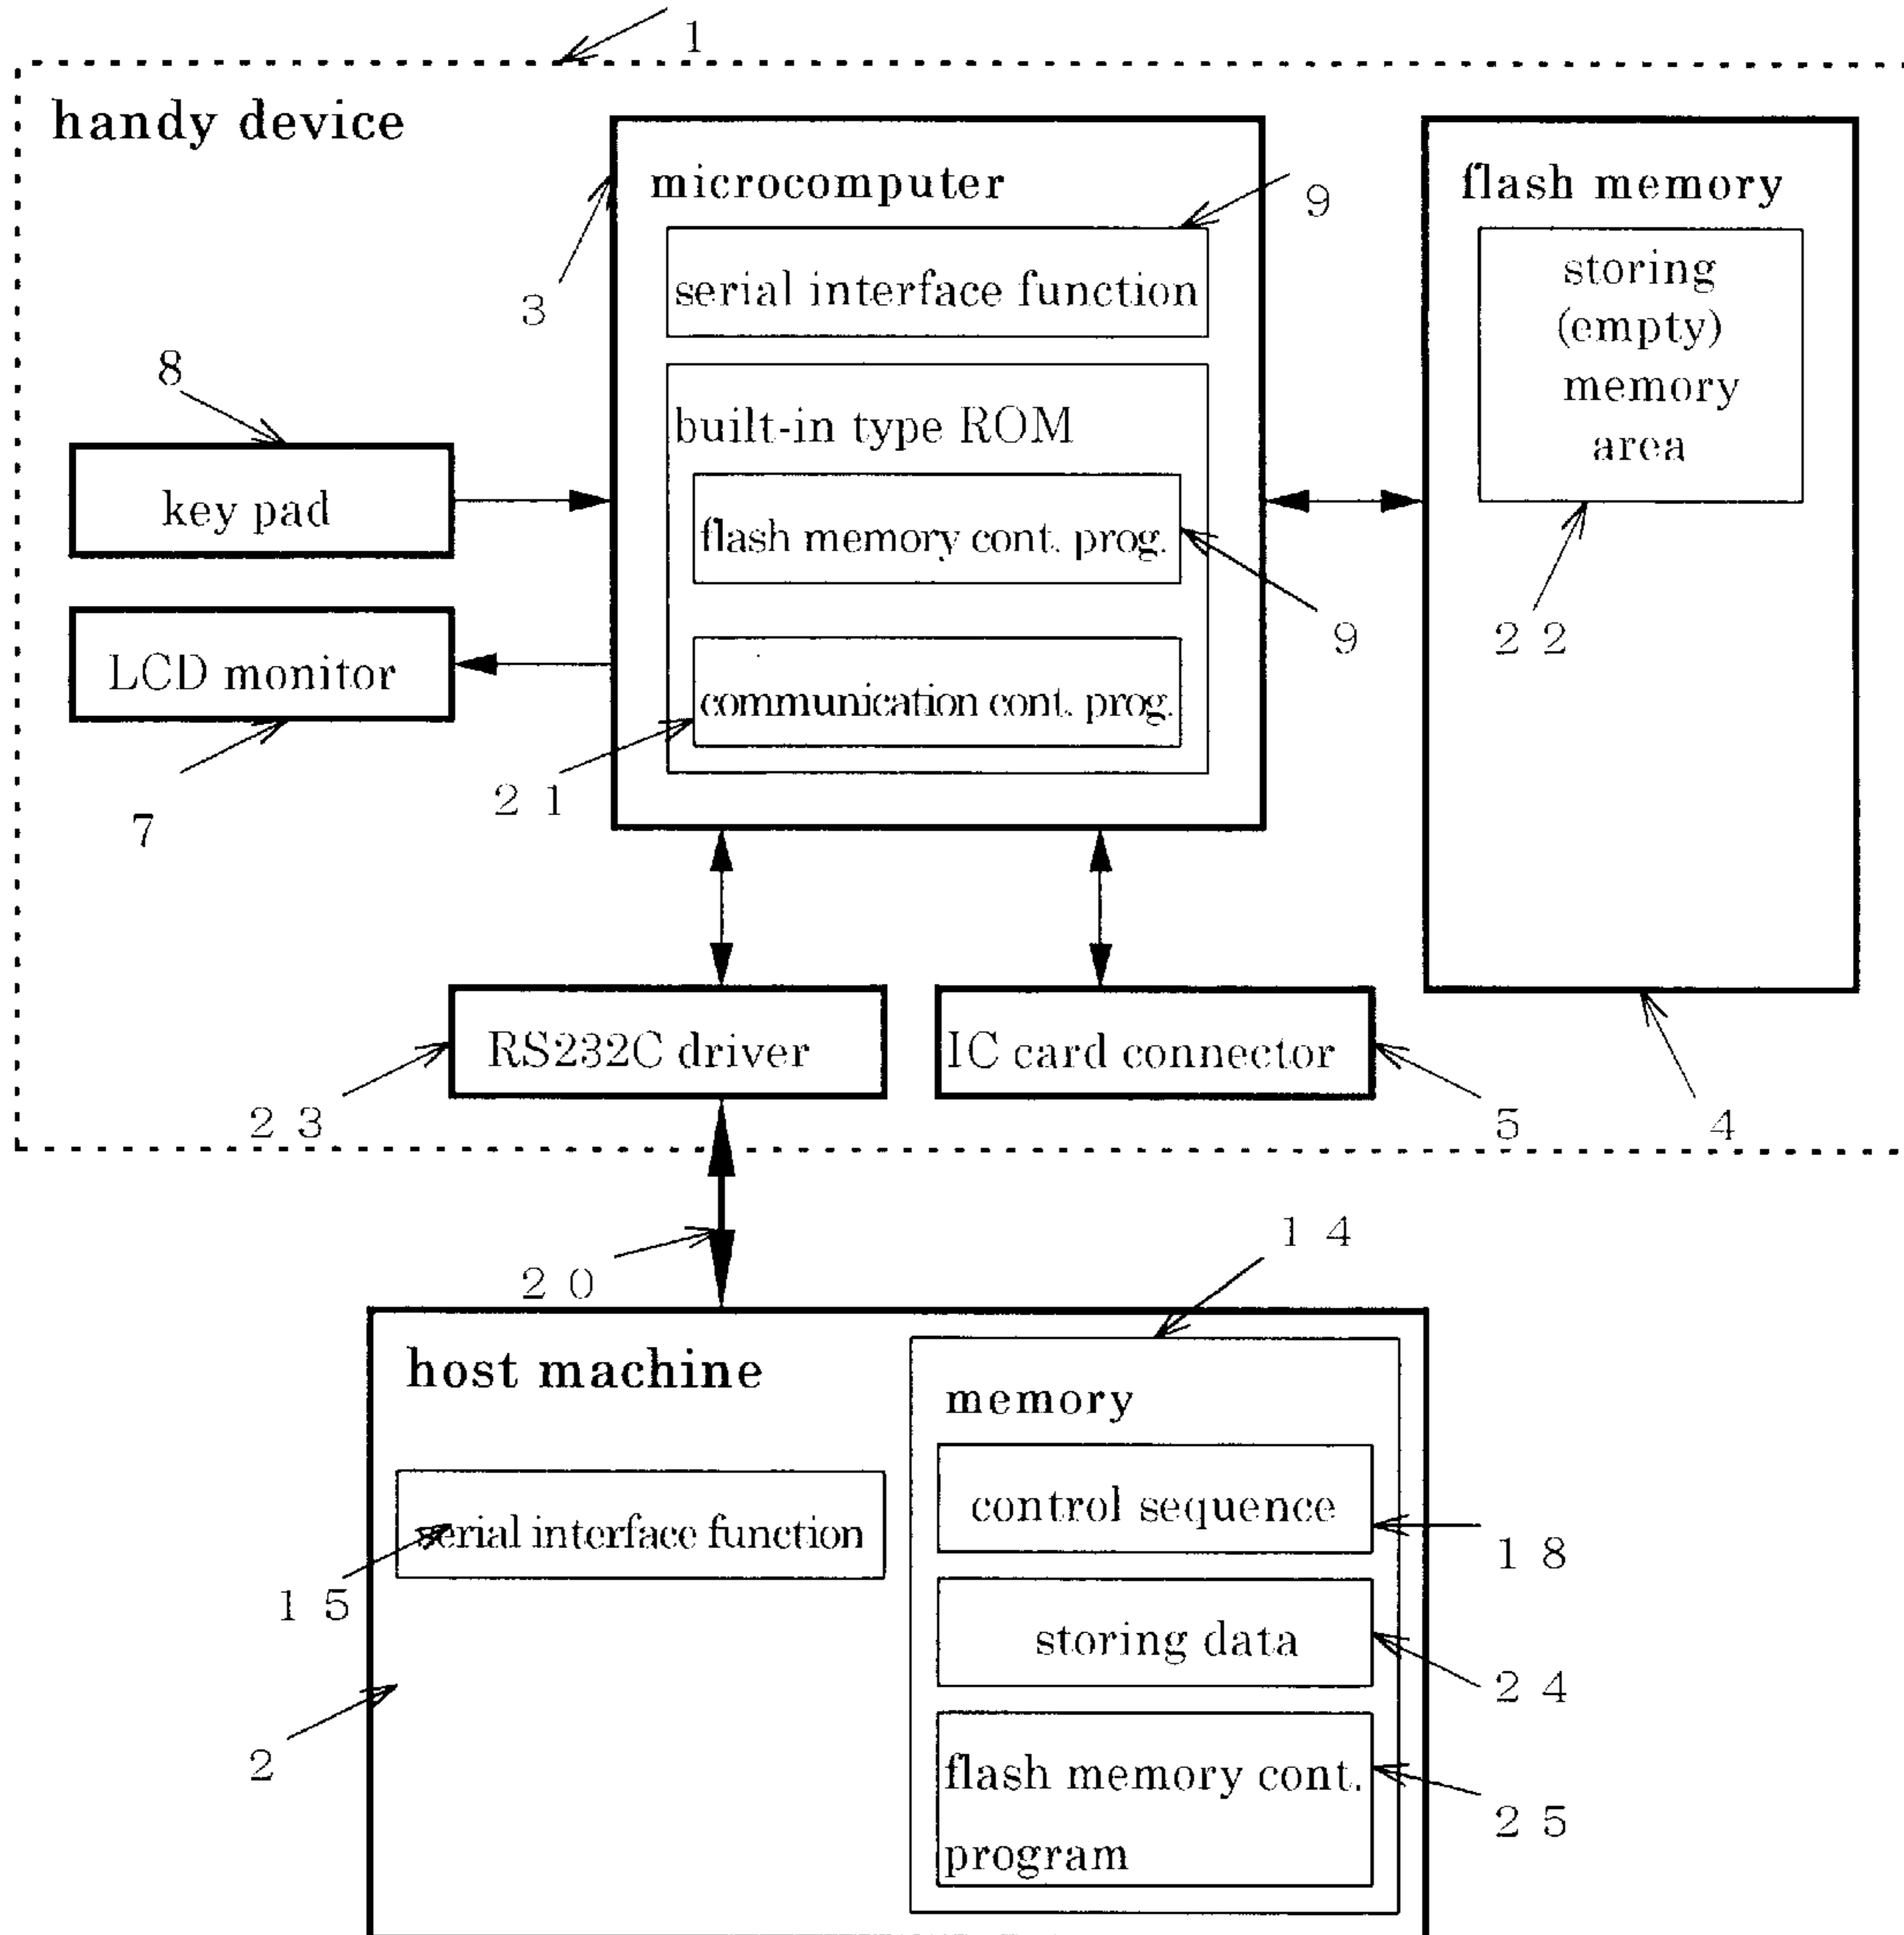 1
handy device
microcomputer
9
flash memory
serial interface function
3
storing
(empty)
memory
area
8
built-in type ROM
key pad
flash memory cont. prog.
9
2 2
LCD monitor
communication cont. prog.
2 1
7
RS232C driver
IC card connector
2 3
5
4
2 0
1 4
host machine
memory
control sequence
serial interface function
1 8
1 5
storing data
2 4
2
flash memory cont.
program
2 5